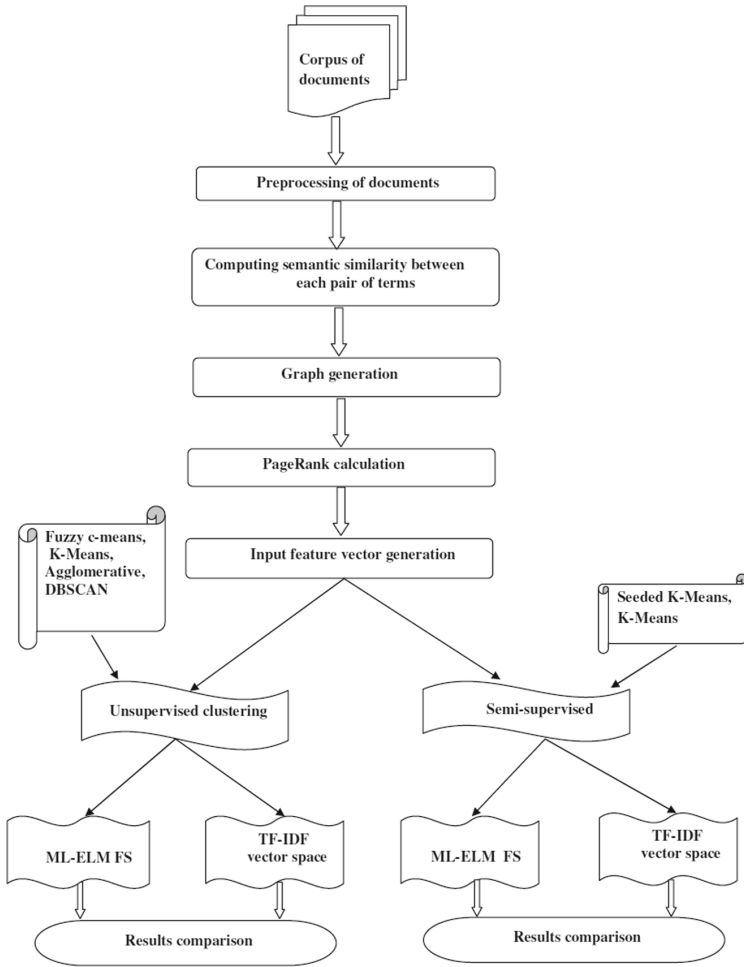 Corpus of
documents
Preprocessing of documents
Computing semantic similarity between
each pair of terms
Graph generation
PageRank calculation
Input feature vector generation
Fuzzy c-means,
K-Means,
Agglomerative,
DBSCAN
Seeded K-Means,
K-Means
Unsupervised clustering
Semi-supervised
ML-ELM FS
TF-IDF
vector space
ML-ELM FS
TF-IDF
vector space
Results comparison
Results comparison